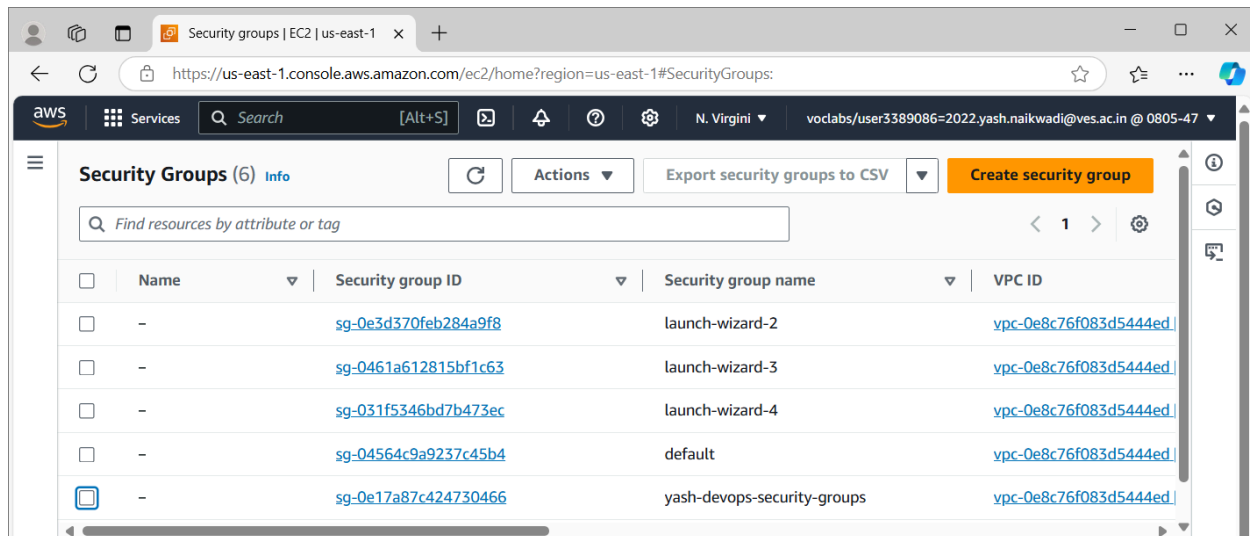 Security groups | EC2 | us-east-1
https://us-east-1.console.aws.amazon.com/ec2/home?region=us-east-1#SecurityGroups:
aws Services Search [Alt+S] N. Virgini voclabs/user3389086=2022.yash.naikwadi@ves.ac.in @ 0805-47
Security Groups (6) Info Actions Export security groups to CSV Create security group
Find resources by attribute or tag 1
Name Security group ID Security group name VPC ID
– sg-0e3d370feb284a9f8 launch-wizard-2 vpc-0e8c76f083d5444ed |
– sg-0461a612815bf1c63 launch-wizard-3 vpc-0e8c76f083d5444ed |
– sg-031f5346bd7b473ec launch-wizard-4 vpc-0e8c76f083d5444ed |
– sg-04564c9a9237c45b4 default vpc-0e8c76f083d5444ed |
– sg-0e17a87c424730466 yash-devops-security-groups vpc-0e8c76f083d5444ed |